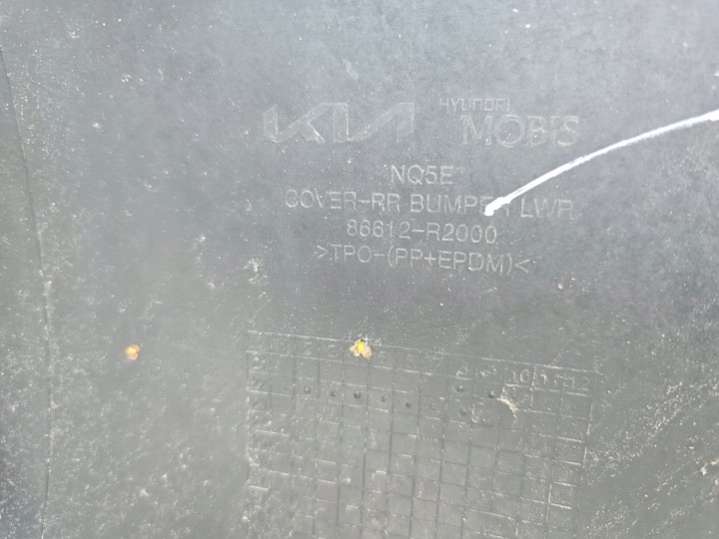 KIA HYUNDAI
MOBIS
NQ5E
COVER-RR BUMPER LWR
86612-R2000
>TPO-(PP+EPDM)<